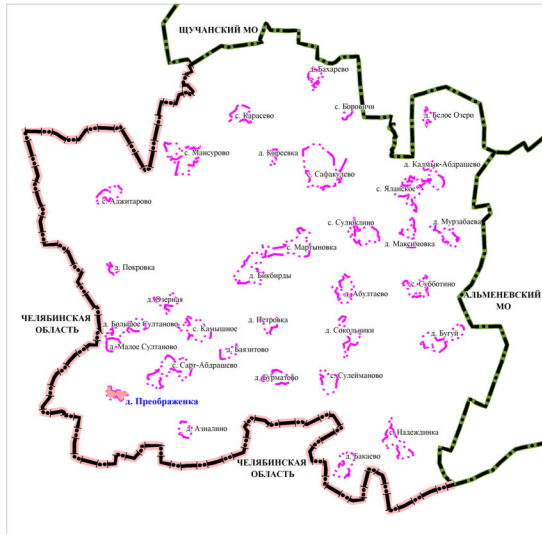 ЩУЧАНСКИЙ МО
д. Бахарево
с. Боровичи
с. Карасево
д. Белое Озеро
с. Мансурово
д. Киреевка
д. Калмык-Абдрашево
с. Сафакулево
с. Яланское
с. Аджитарово
с. Сулюклино
д. Мурзабаева
с. Мартыновка
д. Максимовка
д. Покровка
д. Бикбирды
с. Субботино
д. Озерная
д. Абултаево
АЛЬМЕНЕВСКИЙ
МО
ЧЕЛЯБИНСКАЯ
ОБЛАСТЬ
д. Большое Султаново
с. Камышное
д. Петровка
д. Сокольники
д. Бугуй
д. Малое Султаново
д. Баязитово
с. Сарт-Абдрашево
д. Бурматово
с. Сулейманово
д. Преображенка
д. Азналино
с. Надеждинка
д. Бакаево
ЧЕЛЯБИНСКАЯ
ОБЛАСТЬ